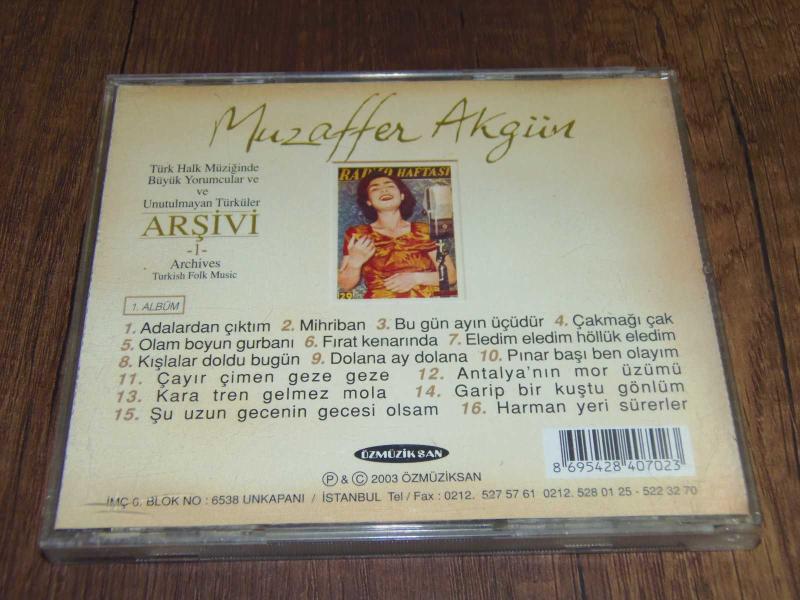 Muzaffer Akgün
Türk Halk Müziğinde
Büyük Yorumcular ve
ve
Unutulmayan Türküler
ARŞİVİ
-1-
Archives
Turkish Folk Music
RADYO HAFTASI
29
1. ALBÜM
1. Adalardan çıktım 2. Mihriban 3. Bu gün ayın üçüdür 4. Çakmağı çak
5. Olam boyun gurbanı 6. Fırat kenarında 7. Eledim eledim höllük eledim
8. Kışlalar doldu bugün 9. Dolana ay dolana 10. Pınar başı ben olayım
11. Çayır çimen geze geze 12. Antalya'nın mor üzümü
13. Kara tren gelmez mola 14. Garip bir kuştu gönlüm
15. Şu uzun gecenin gecesi olsam 16. Harman yeri sürerler
ÖZMÜZİK SAN
8 695428 407023
P & C 2003 ÖZMÜZİKSAN
İMÇ 6. BLOK NO : 6538 UNKAPANI / İSTANBUL Tel / Fax : 0212. 527 57 61 0212. 528 01 25 - 522 32 70